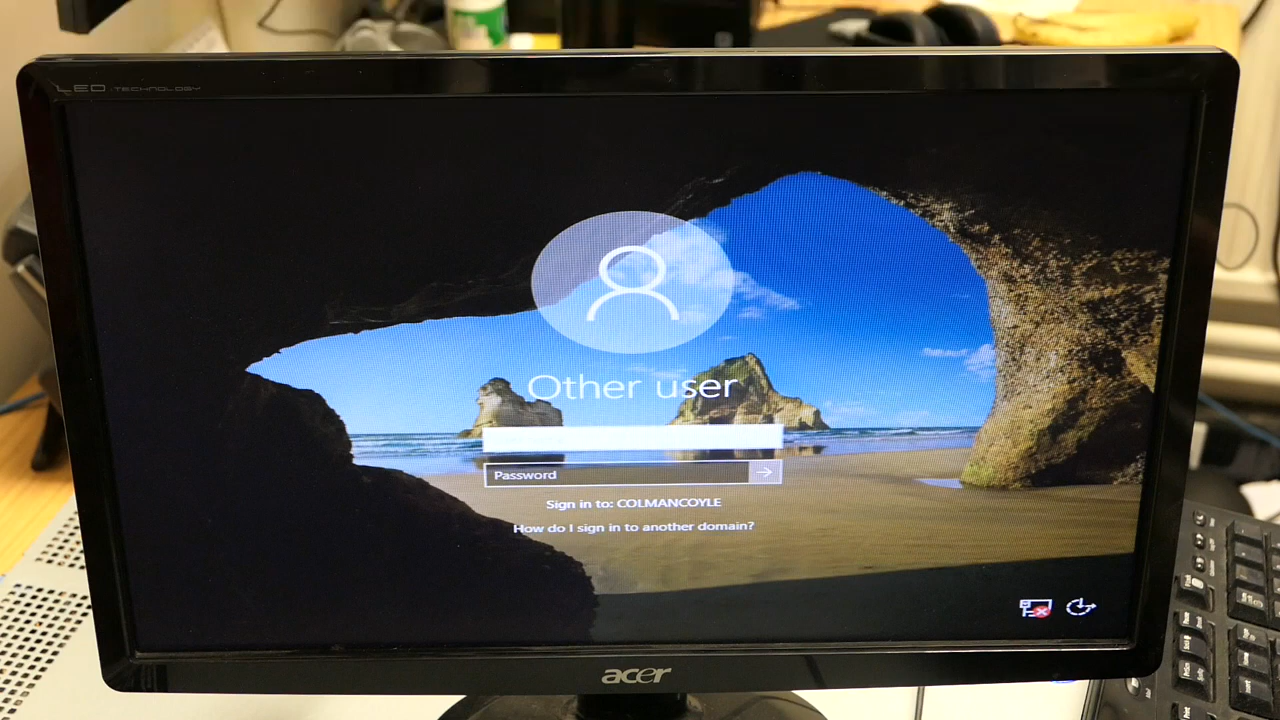 LED TECHNOLOGY
Other user
Password
Sign in to: COLMANCOYLE
How do I sign in to another domain?
acer